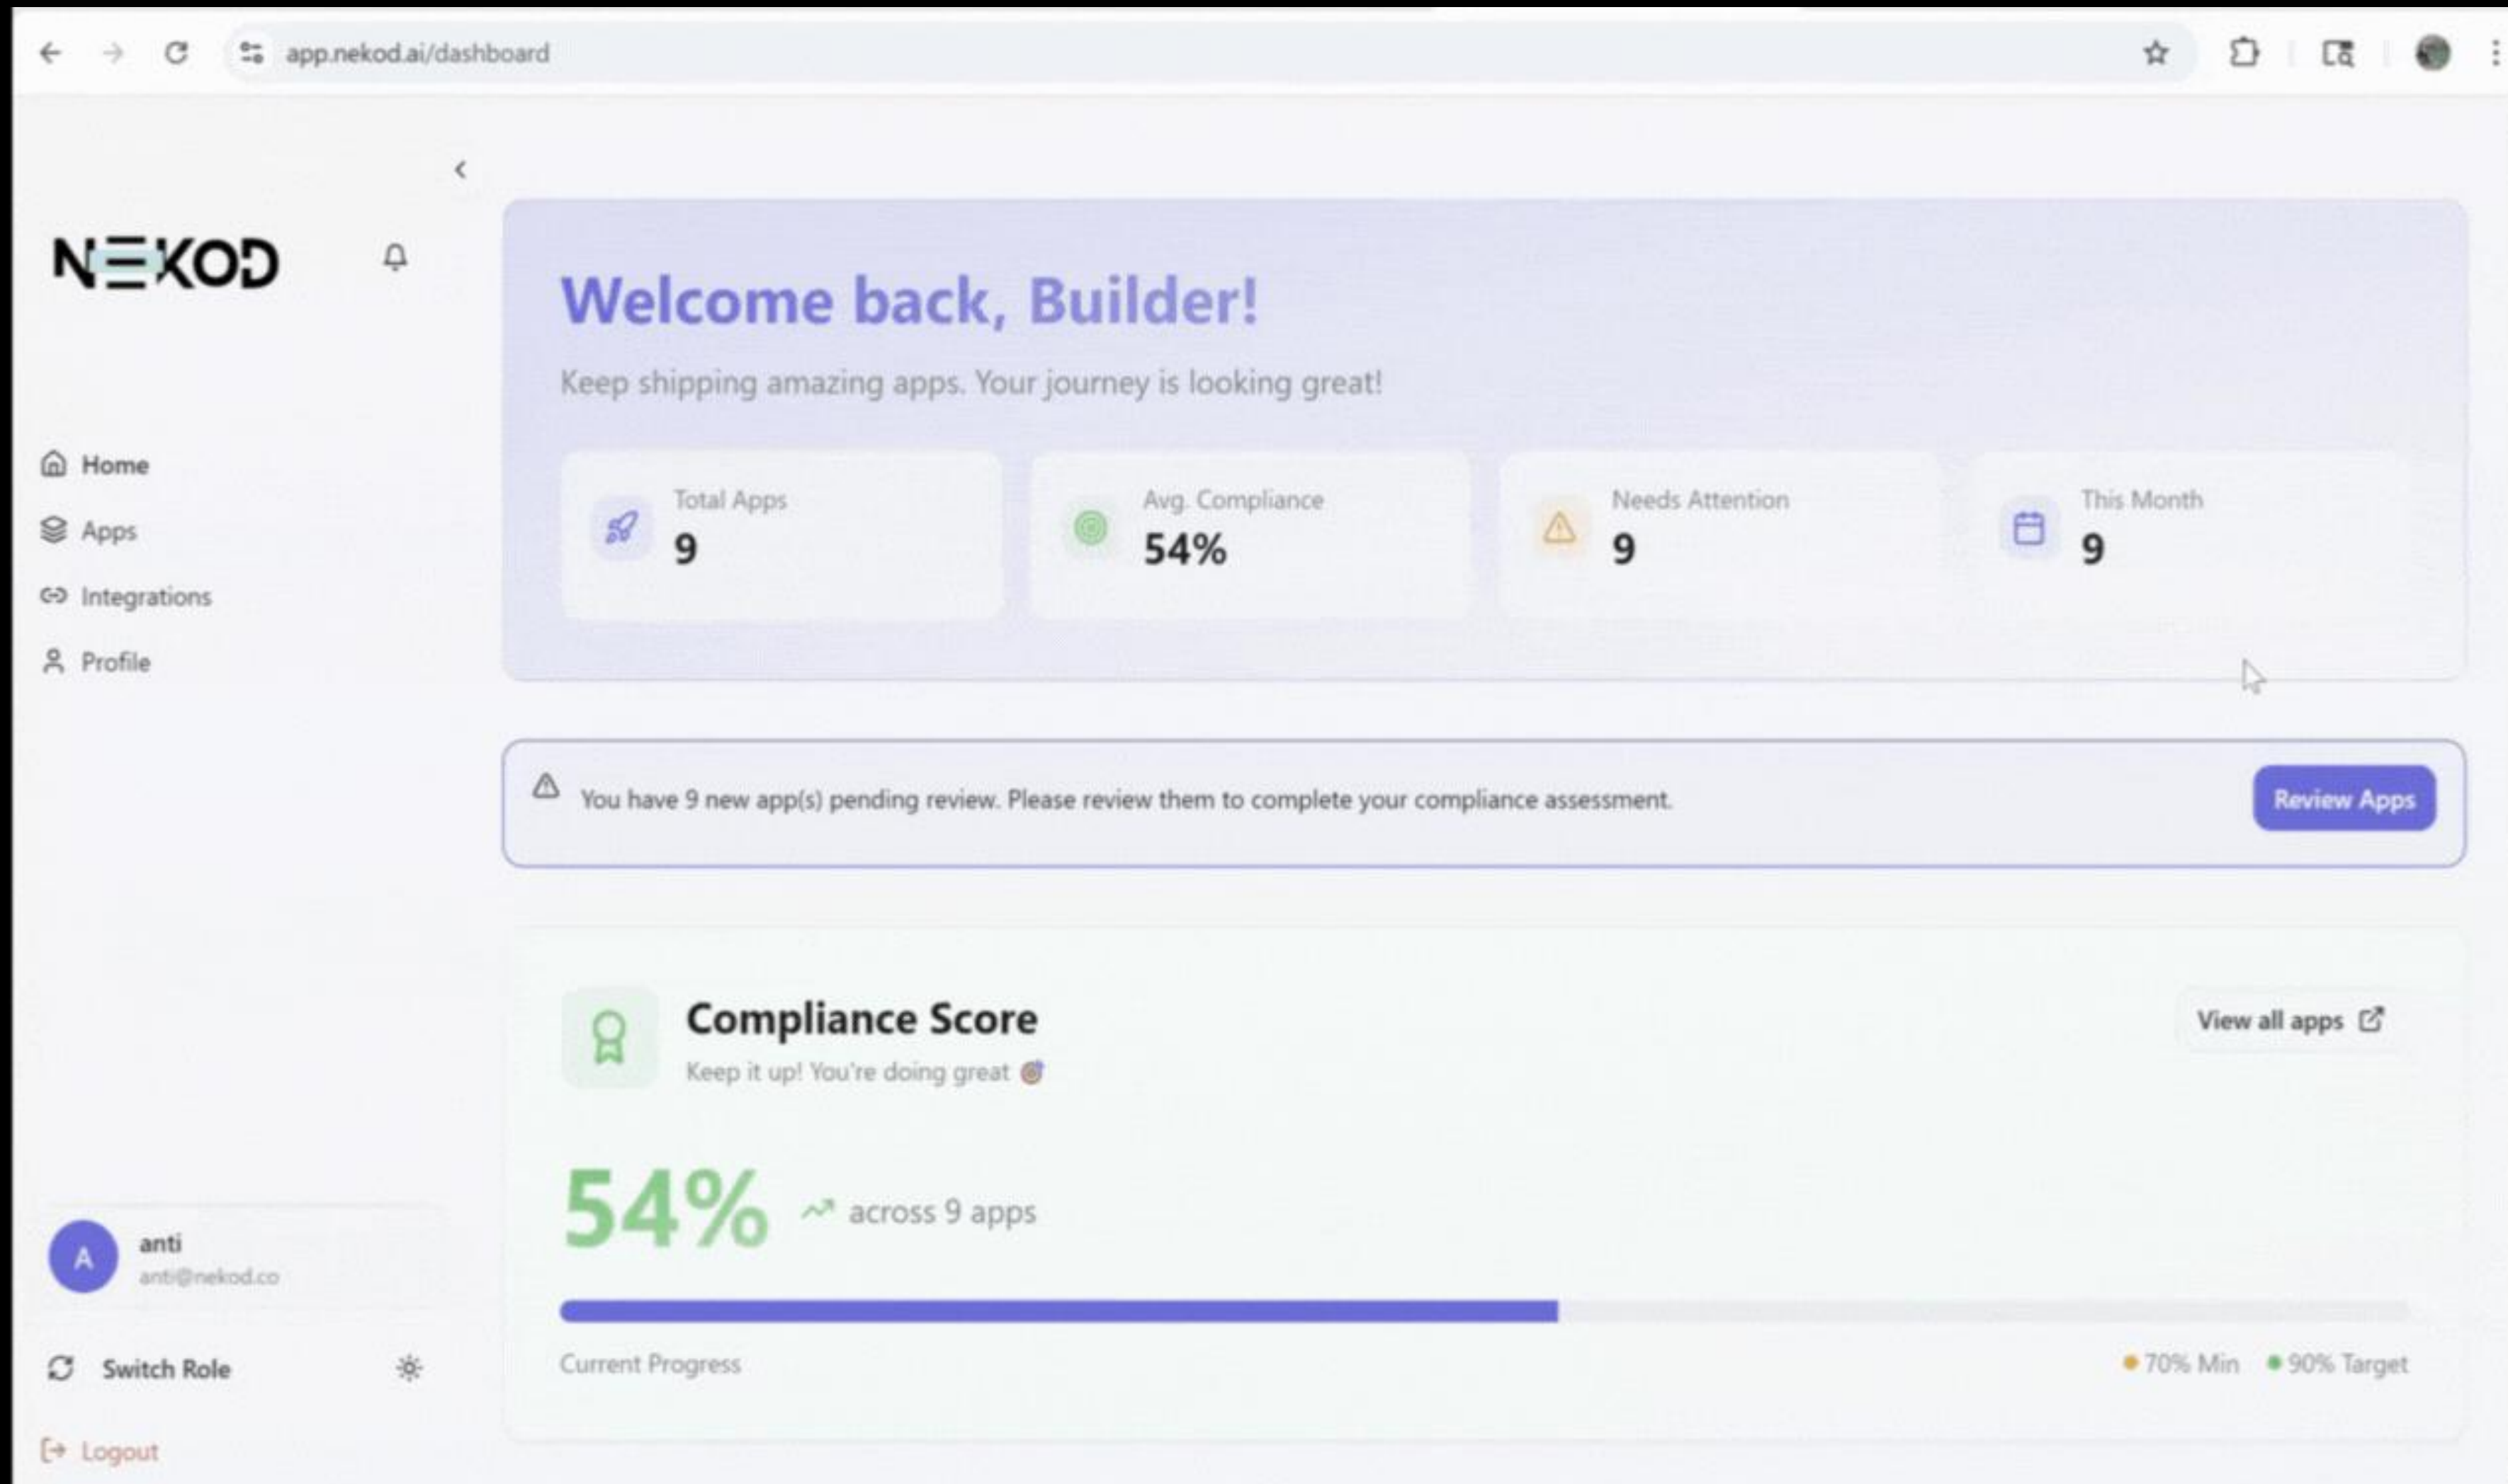 app.nekod.ai/dashboard
NEKOD
Home
Apps
Integrations
Profile
anti
A
anti@nekod.co
Switch Role
Logout
Welcome back, Builder!
Keep shipping amazing apps. Your journey is looking great!
Total Apps
9
Avg. Compliance
54%
Needs Attention
9
This Month
9
You have 9 new app(s) pending review. Please review them to complete your compliance assessment.
Review Apps
Compliance Score
Keep it up! You're doing great 🎯
View all apps
54% across 9 apps
Current Progress
70% Min
90% Target